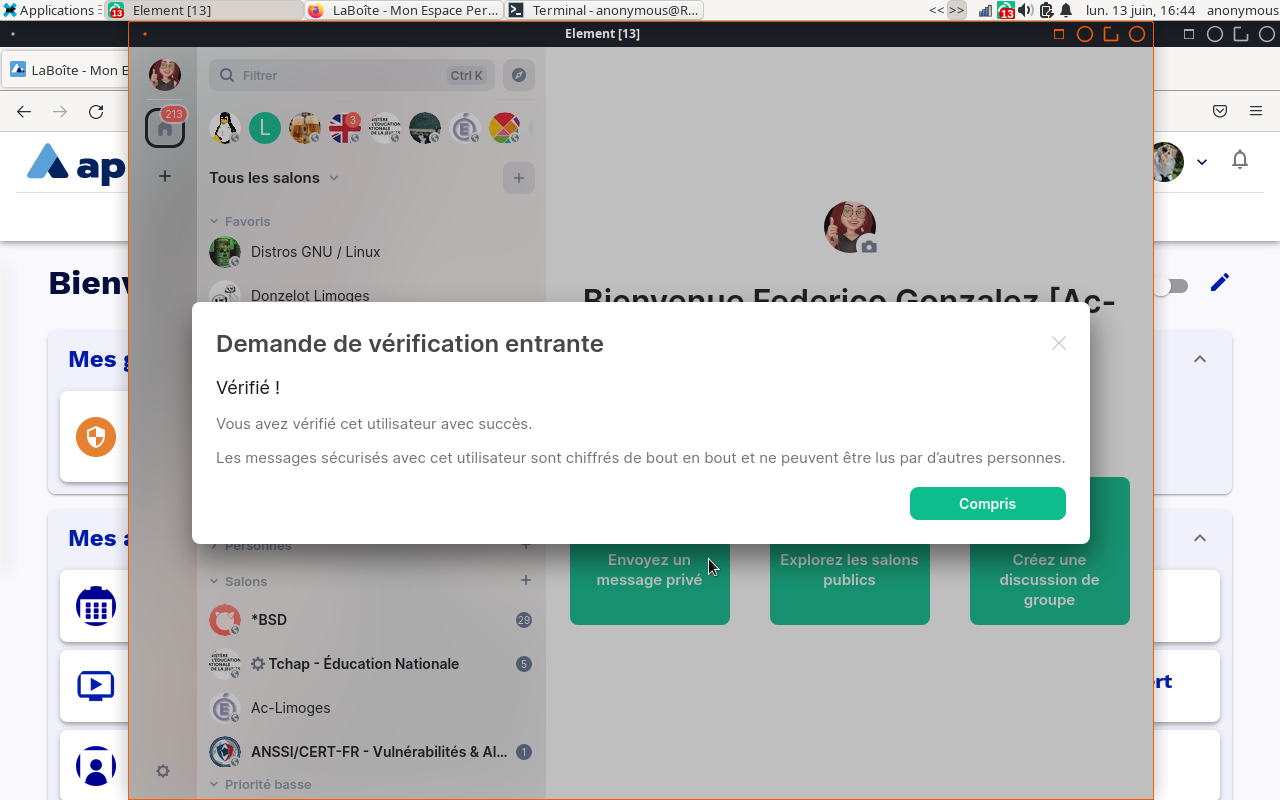 Applications
Element [13]
LaBoîte - Mon Espace Per...
Terminal - anonymous@R...
<< >>
13
lun. 13 juin, 16:44
anonymous
Element [13]
LaBoîte - Mon E
Filtrer
Ctrl K
213
L
3
ap
Tous les salons
Favoris
Distros GNU / Linux
Donzelot Limoges
Bienv
Bienvenue Federico Gonzalez [Ac-
Mes g
Demande de vérification entrante
Vérifié !
Vous avez vérifié cet utilisateur avec succès.
Les messages sécurisés avec cet utilisateur sont chiffrés de bout en bout et ne peuvent être lus par d’autres personnes.
Compris
Mes a
Personnes
Envoyez un
message privé
Explorez les salons
publics
Créez une
discussion de
groupe
Salons
*BSD
29
Tchap - Éducation Nationale
5
Ac-Limoges
ert
ANSSI/CERT-FR - Vulnérabilités & Al...
1
Priorité basse